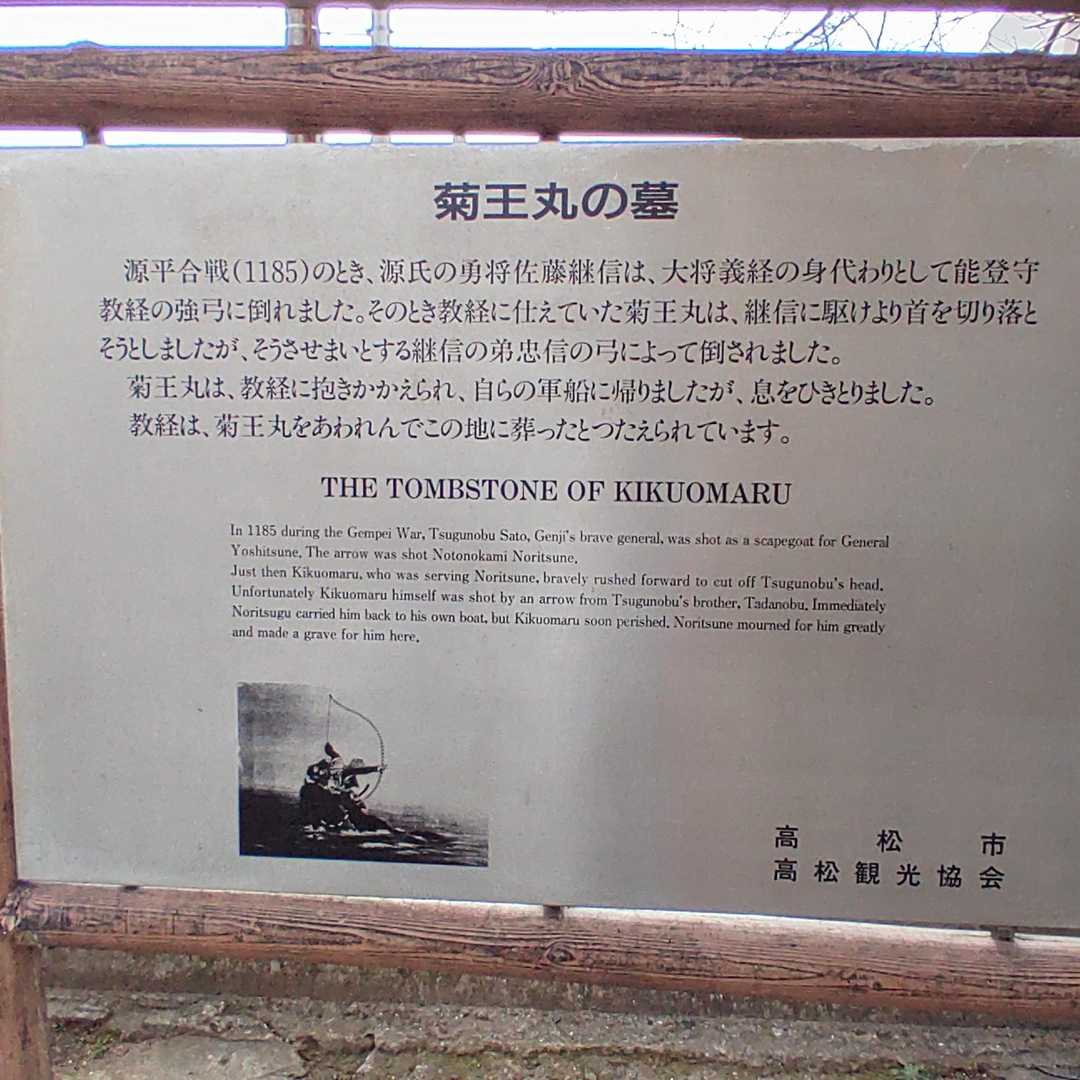 菊王丸の墓
源平合戦(1185)のとき、源氏の勇将佐藤継信は、大将義経の身代わりとして能登守
教経の強弓に倒れました。そのとき教経に仕えていた菊王丸は、継信に駆けより首を切り落と
そうとしましたが、そうさせまいとする継信の弟忠信の弓によって倒されました。
菊王丸は、教経に抱きかかえられ、自らの軍船に帰りましたが、息をひきとりました。
教経は、菊王丸をあわれんでこの地に葬ったとつたえられています。
THE TOMBSTONE OF KIKUOMARU
In 1185 during the Gempei War, Tsugunobu Sato, Genji's brave general, was shot as a scapegoat for General
Yoshitsune. The arrow was shot Notonokami Noritsune.
Just then Kikuomaru, who was serving Noritsune, bravely rushed forward to cut off Tsugunobu's head.
Unfortunately Kikuomaru himself was shot by an arrow from Tsugunobu's brother, Tadanobu. Immediately
Noritsugu carried him back to his own boat, but Kikuomaru soon perished. Noritsune mourned for him greatly
and made a grave for him here.
高松市
高松観光協会